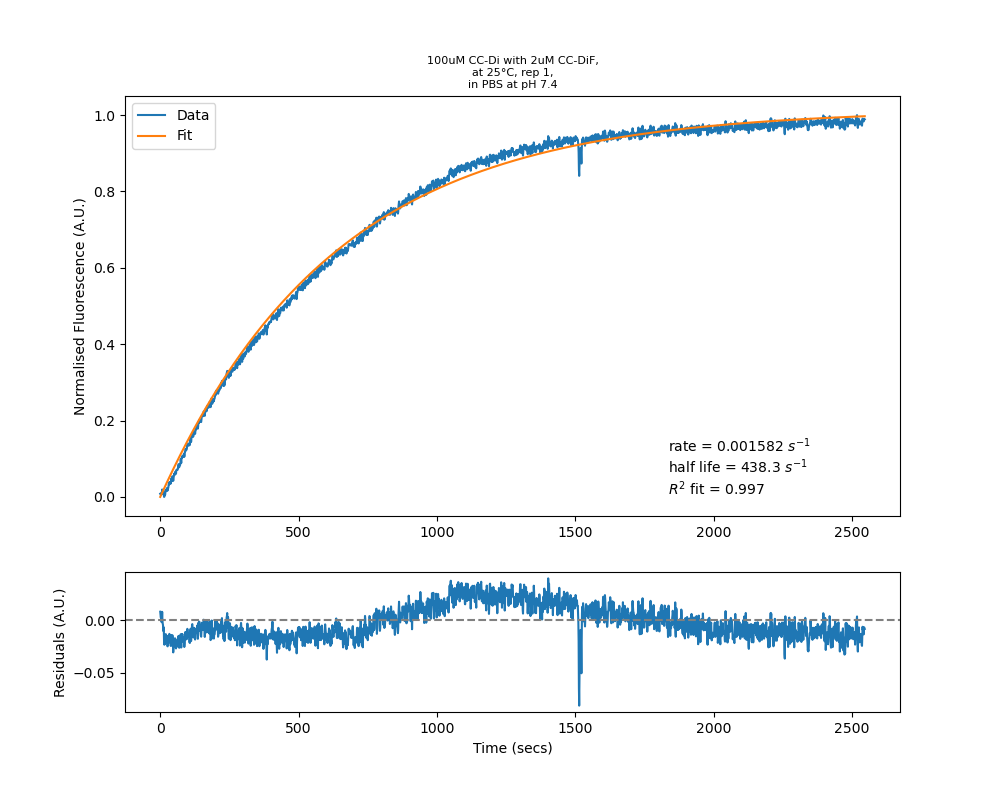 100uM CC-Di with 2uM CC-DiF,
at 25°C, rep 1,
in PBS at pH 7.4
Data
Fit
1.0
0.8
0.6
0.4
0.2
0.0
Normalised Fluorescence (A.U.)
rate = 0.001582 s⁻¹
half life = 438.3 s⁻¹
R² fit = 0.997
0 500 1000 1500 2000 2500
0.00
−0.05
Residuals (A.U.)
0 500 1000 1500 2000 2500
Time (secs)